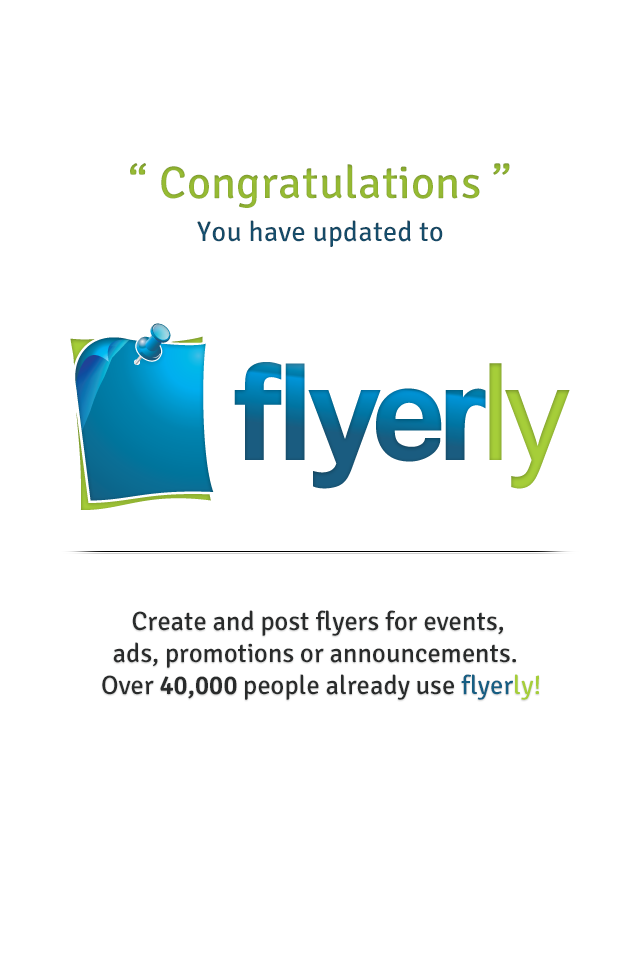 “ Congratulations ”
You have updated to
flyerly
Create and post flyers for events,
ads, promotions or announcements.
Over 40,000 people already use flyerly!